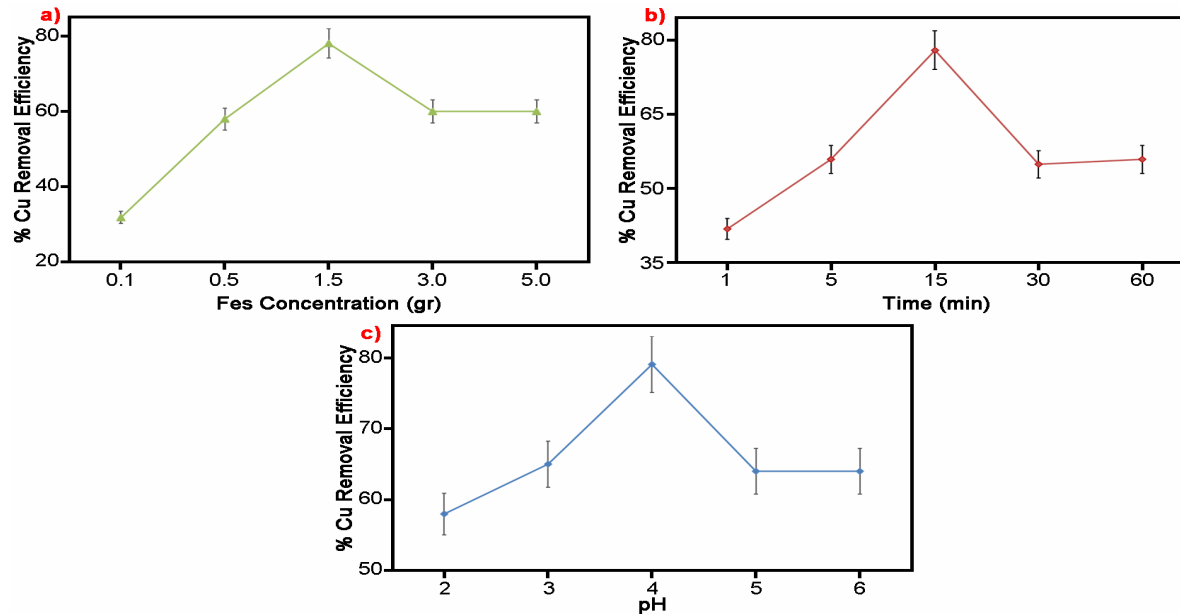 a)
% Cu Removal Efficiency
80
60
40
20
0.1 0.5 1.5 3.0 5.0
Fes Concentration (gr)
b)
% Cu Removal Efficiency
80
65
50
35
1 5 15 30 60
Time (min)
c)
% Cu Removal Efficiency
80
70
60
50
2 3 4 5 6
pH